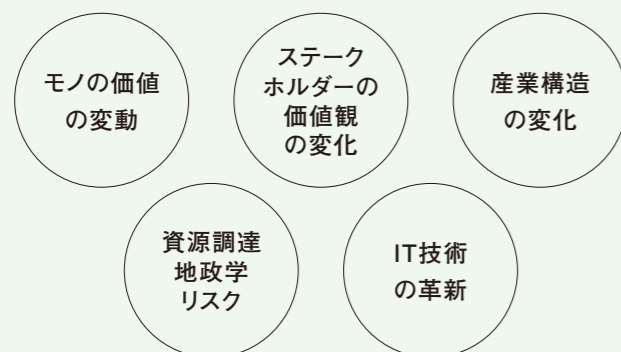 モノの価値
の変動
ステーク
ホルダーの
価値観
の変化
産業構造
の変化
資源調達
地政学
リスク
IT技術
の革新